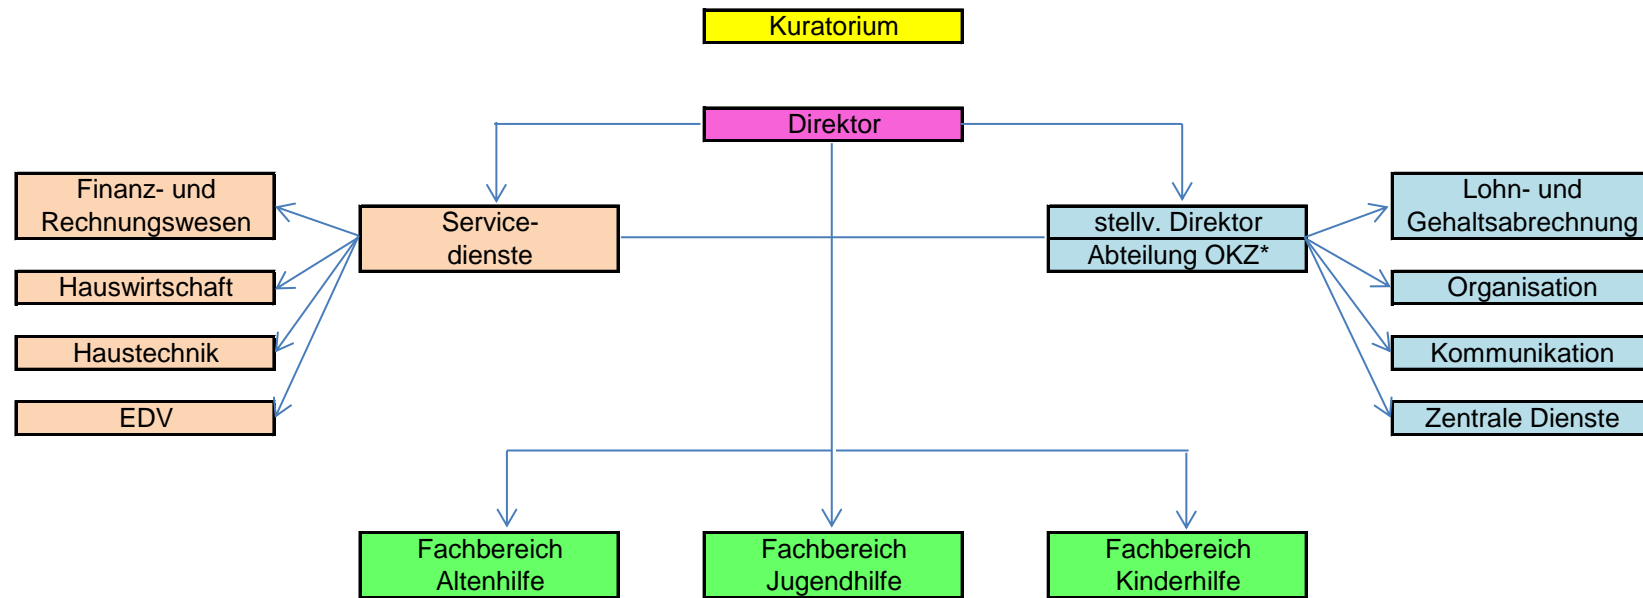 Kuratorium
Direktor
Finanz- und
Rechnungswesen
Service-
dienste
stellv. Direktor
Abteilung OKZ*
Lohn- und
Gehaltsabrechnung
Hauswirtschaft
Organisation
Haustechnik
Kommunikation
EDV
Zentrale Dienste
Fachbereich
Altenhilfe
Fachbereich
Jugendhilfe
Fachbereich
Kinderhilfe